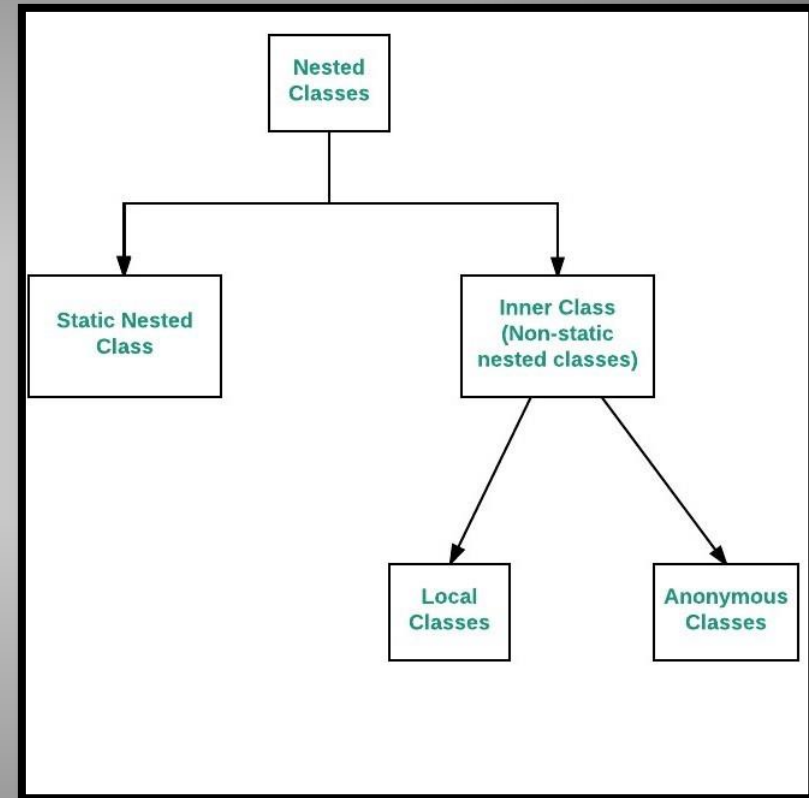 Nested
Classes
Static Nested
Class
Inner Class
(Non-static
nested classes)
Local
Classes
Anonymous
Classes